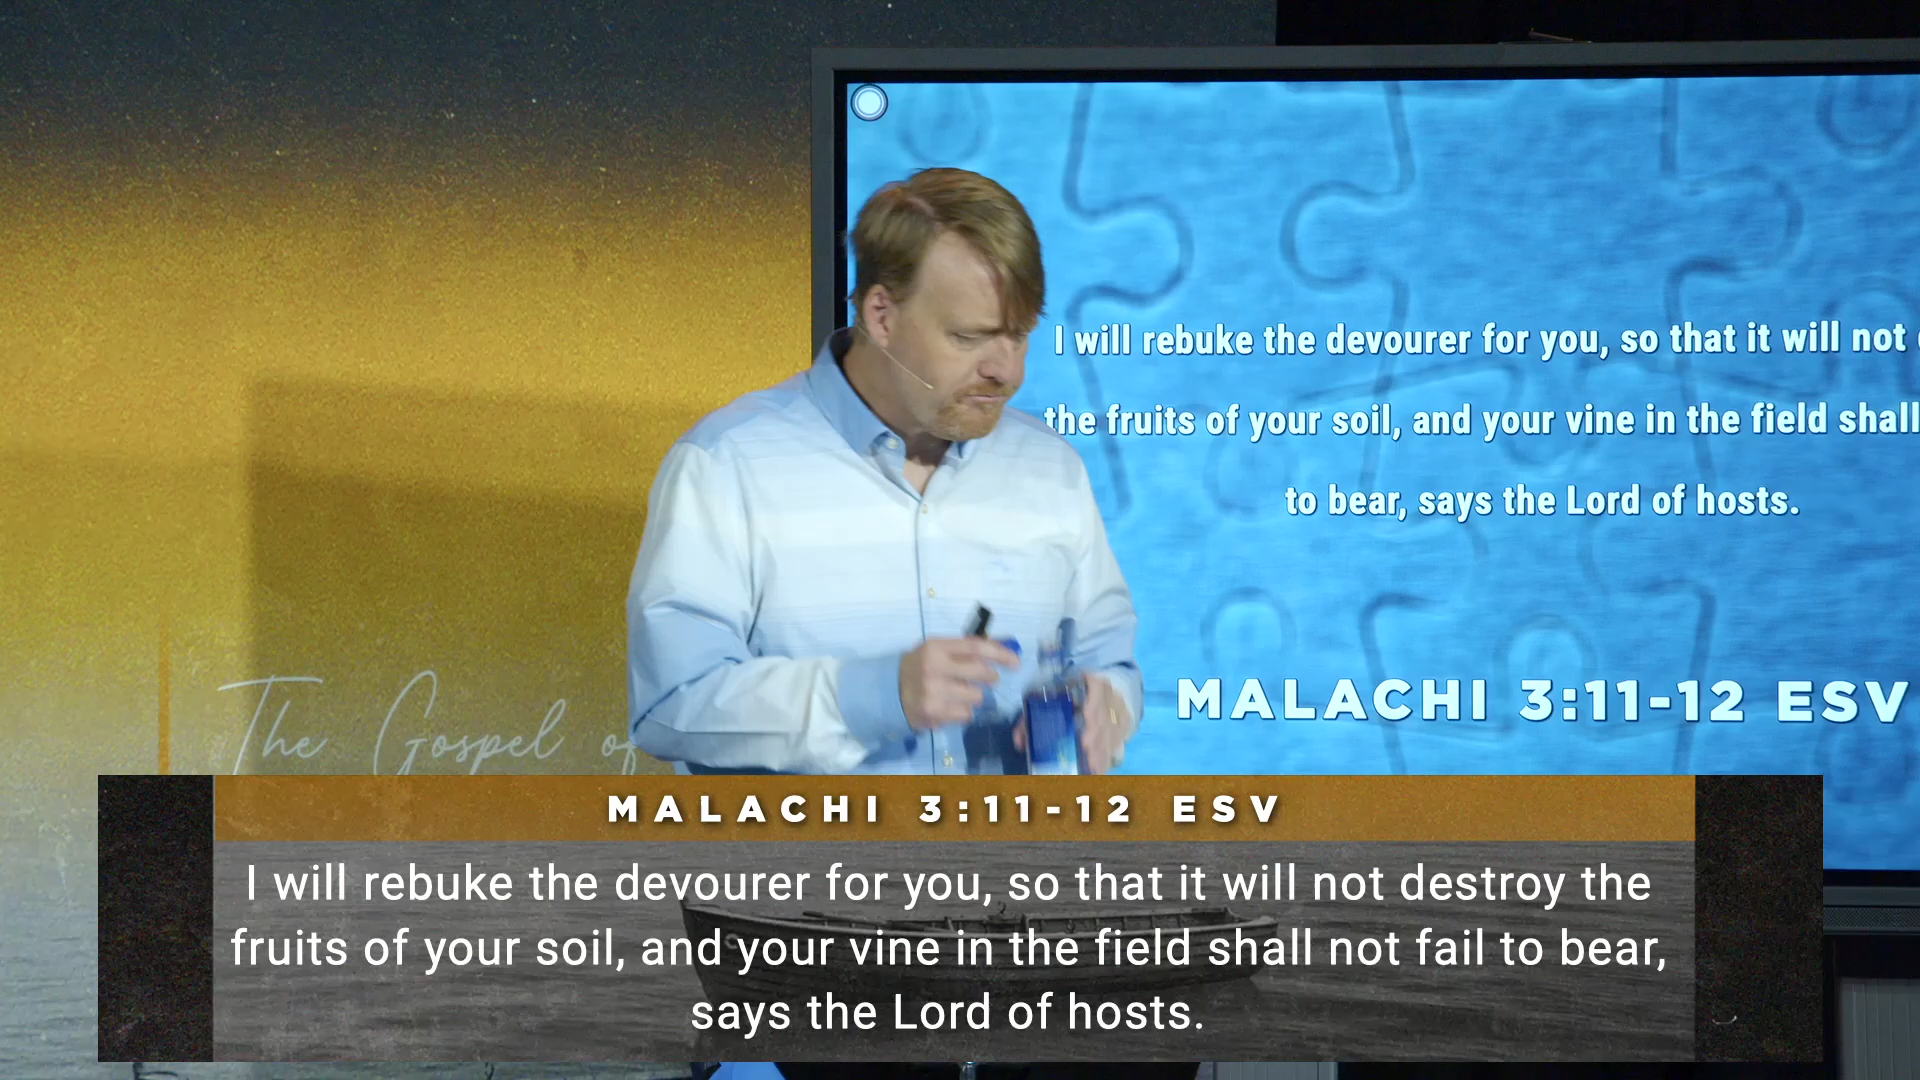 I will rebuke the devourer for you, so that it will not
the fruits of your soil, and your vine in the field shall
to bear, says the Lord of hosts.
MALACHI 3:11-12 ESV
The Gospel of
MALACHI 3:11-12 ESV
I will rebuke the devourer for you, so that it will not destroy the
fruits of your soil, and your vine in the field shall not fail to bear,
says the Lord of hosts.